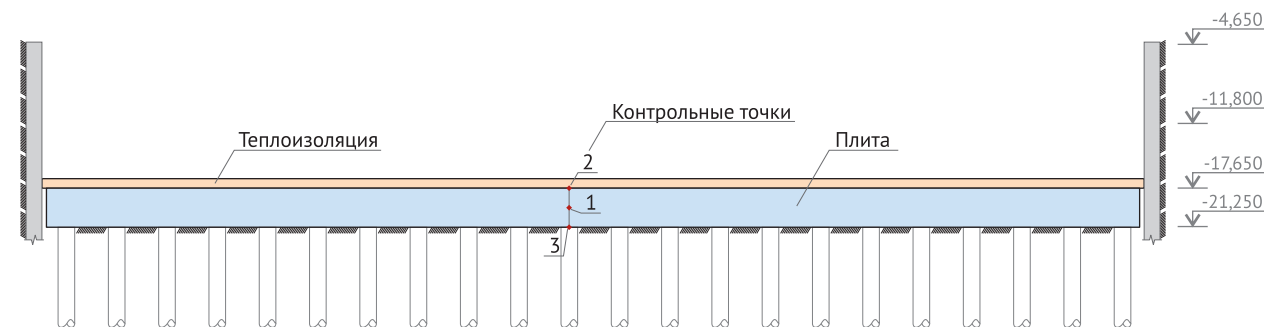 -4,650
-11,800
Контрольные точки
Теплоизоляция
Плита
2
-17,650
1
-21,250
3